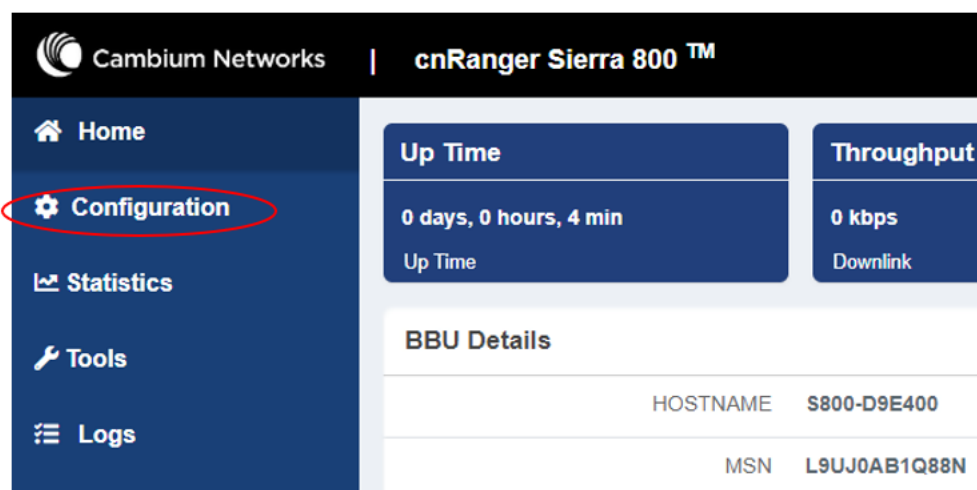 Cambium Networks | cnRanger Sierra 800 ™
Home
Configuration
Statistics
Tools
Logs
Up Time
0 days, 0 hours, 4 min
Up Time
Throughput
0 kbps
Downlink
BBU Details
HOSTNAME S800-D9E400
MSN L9UJ0AB1Q88N